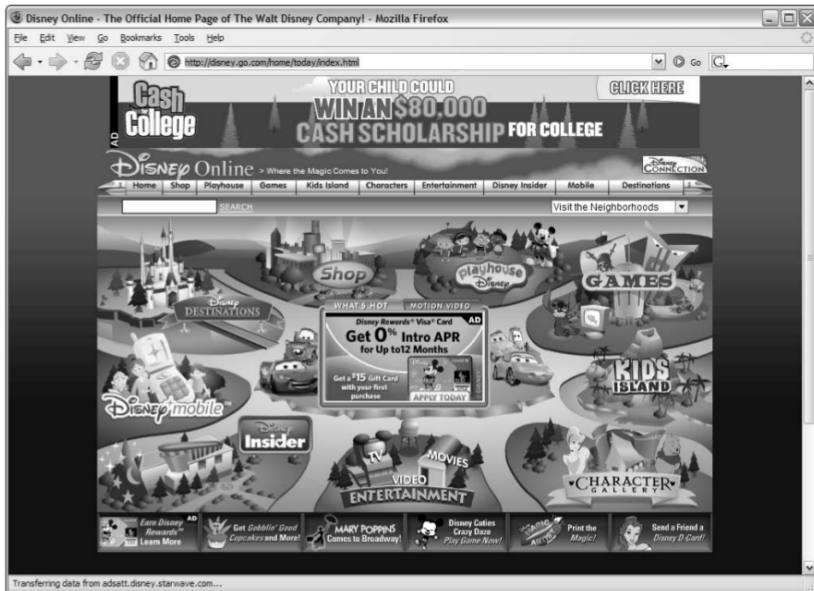 Disney Online - The Official Home Page of The Walt Disney Company! - Mozilla Firefox
File Edit View Go Bookmarks Tools Help
http://disney.go.com/home/today/index.html
Go
G
AD
Cash
College
YOUR CHILD COULD
WIN AN $80,000
CASH SCHOLARSHIP FOR COLLEGE
CLICK HERE
Disney Online > Where the Magic Comes to You!
Disney
CONNECTION
Home Shop Playhouse Games Kids Island Characters Entertainment Disney Insider Mobile Destinations
SEARCH
Visit the Neighborhoods
Shop
Playhouse
Disney
GAMES
Disney
DESTINATIONS
WHAT'S HOT MOTION VIDEO
Disney Rewards® Visa® Card AD
Get 0% Intro APR
for Up to12 Months
Get a $15 Gift Card
with your first
purchase
APPLY TODAY
KIDS
ISLAND
Disney mobile™
Disney
Insider
TV
MOVIES
VIDEO
ENTERTAINMENT
CHARACTER
GALLERY
AD
Earn Disney
Rewards™
Learn More
Get Gobblin' Good
Cupcakes and More!
MARY POPPINS
Comes to Broadway!
Disney Cuties
Crazy Daze
Play Game Now!
Print the
Magic!
Send a Friend a
Disney D-Card!
Transferring data from adsatt.disney.starwave.com...